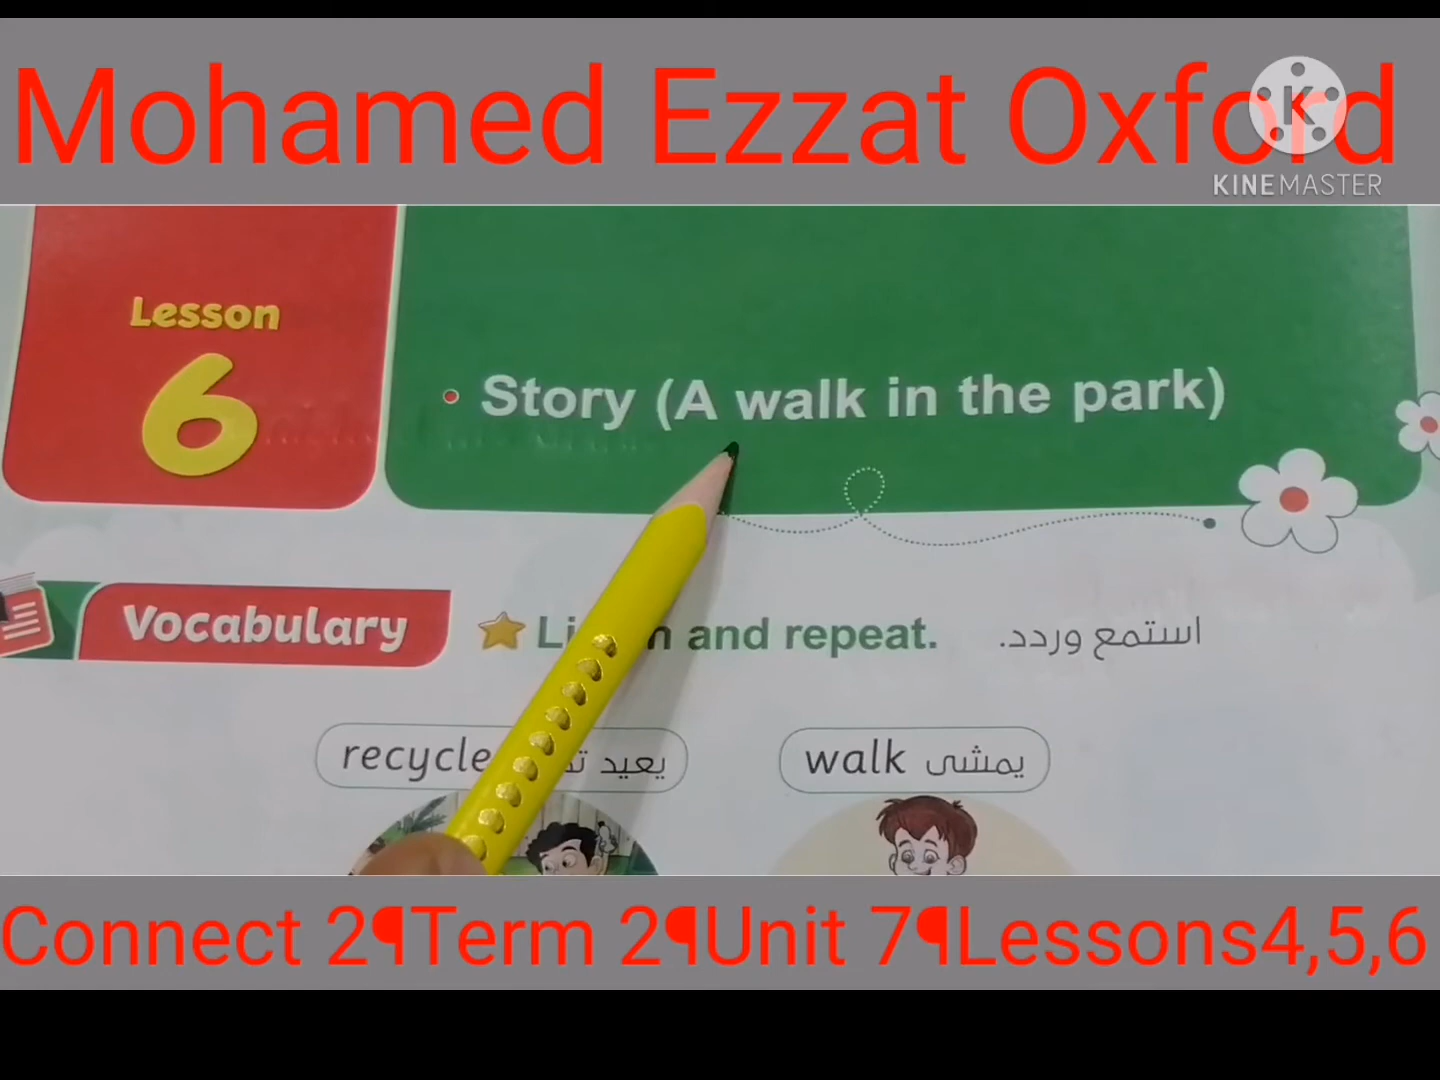 Mohamed Ezzat Oxford
KINEMASTER
Lesson
6
Story (A walk in the park)
Vocabulary
and repeat. استمع وردد.
recycle يعيد
walk يمشى
Connect 2¶Term 2¶Unit 7¶Lessons4,5,6